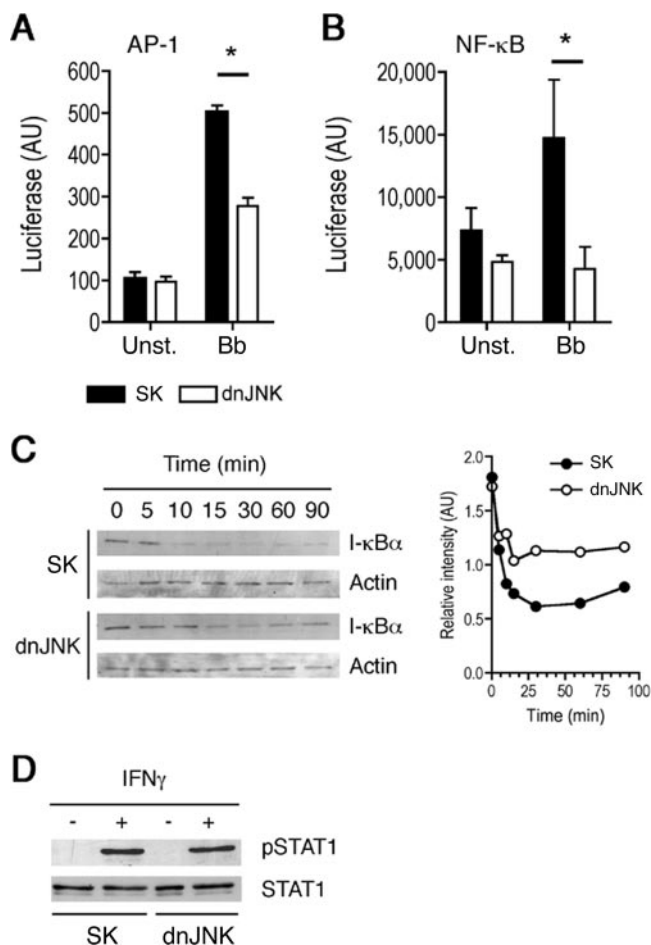 A
AP-1
*
Luciferase (AU)
600
500
400
300
200
100
0
Unst. Bb
B
NF-κB
*
Luciferase (AU)
20,000
15,000
10,000
5,000
0
Unst. Bb
SK dnJNK
C
Time (min)
0 5 10 15 30 60 90
SK
I-κBα
Actin
dnJNK
I-κBα
Actin
SK
dnJNK
Relative intensity (AU)
2.0
1.5
1.0
0.5
0.0
0 25 50 75 100
Time (min)
D
IFNγ
- + - +
pSTAT1
STAT1
SK dnJNK